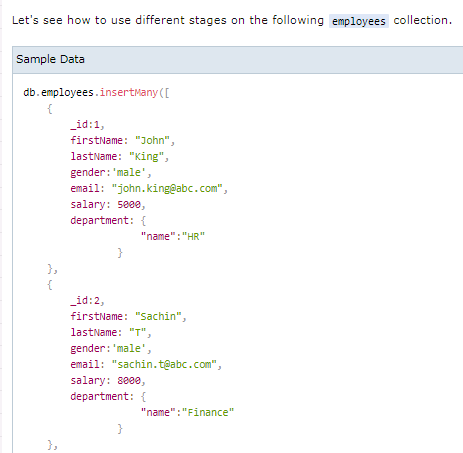 Let's see how to use different stages on the following employees collection.
Sample Data
db.employees.insertMany([
{
_id:1,
firstName: "John",
lastName: "King",
gender:'male',
email: "john.king@abc.com",
salary: 5000,
department: {
"name":"HR"
}
},
{
_id:2,
firstName: "Sachin",
lastName: "T",
gender:'male',
email: "sachin.t@abc.com",
salary: 8000,
department: {
"name":"Finance"
}
},